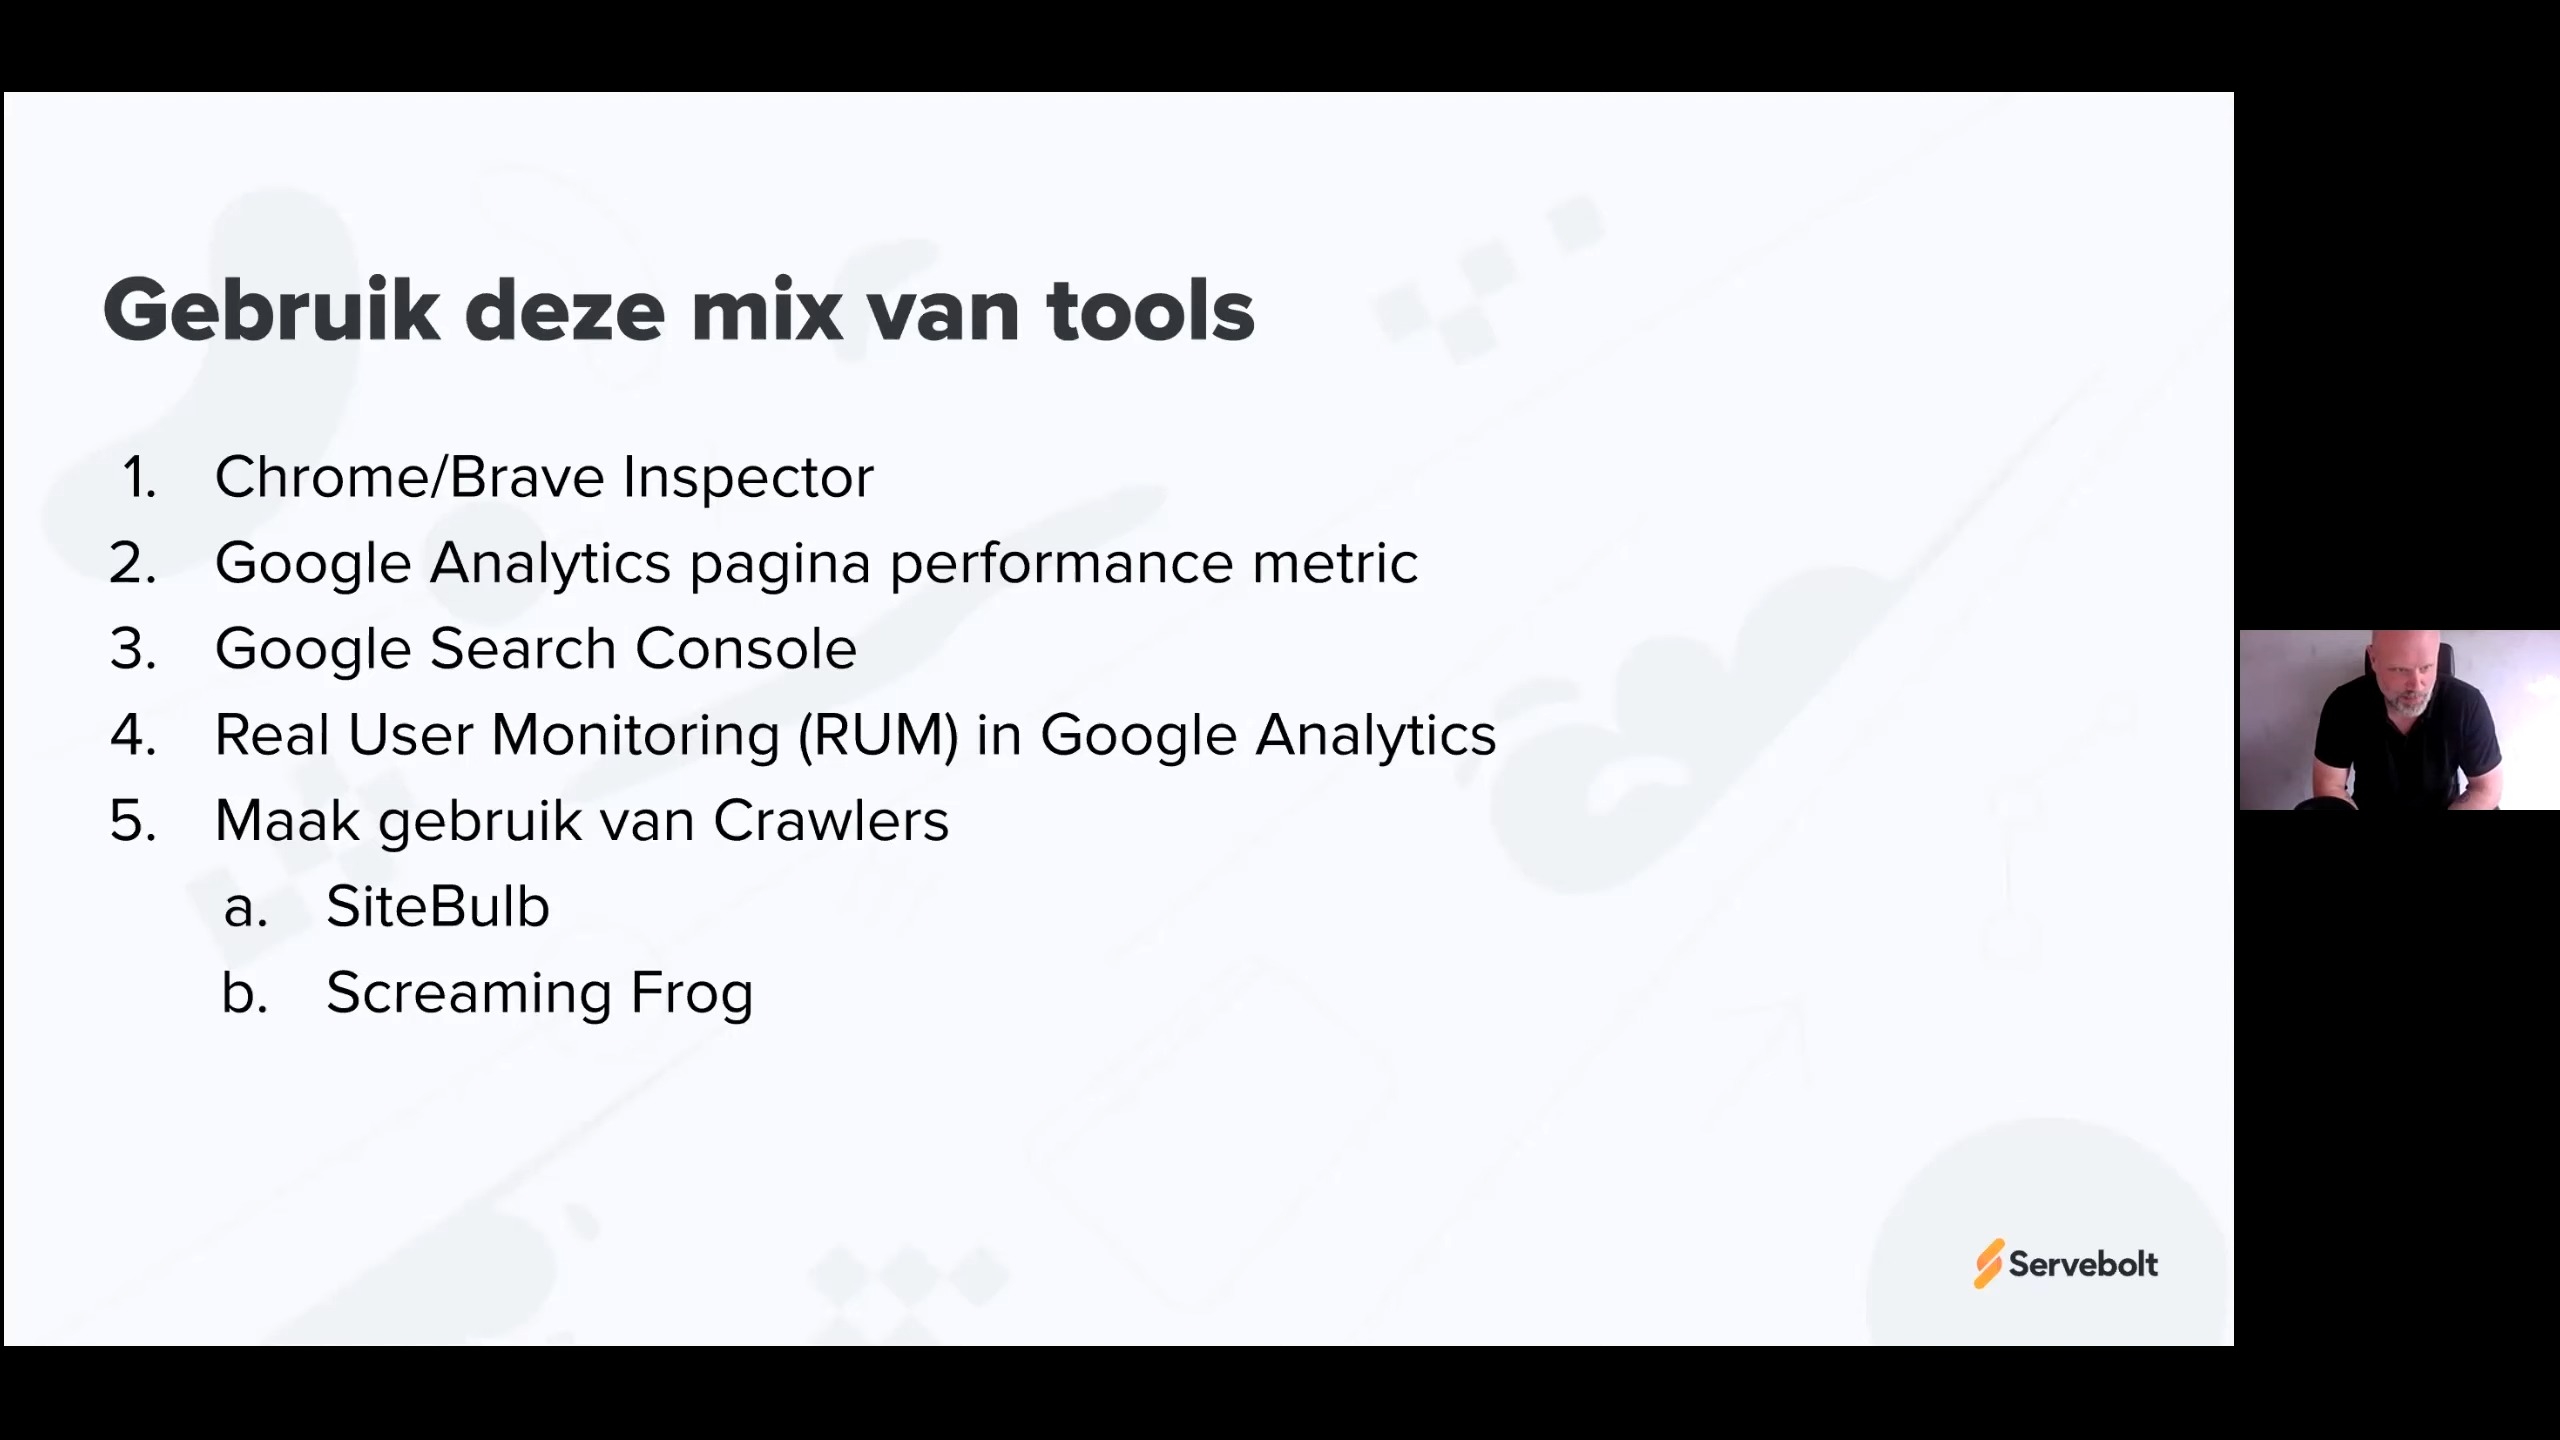 Gebruik deze mix van tools
1. Chrome/Brave Inspector
2. Google Analytics pagina performance metric
3. Google Search Console
4. Real User Monitoring (RUM) in Google Analytics
5. Maak gebruik van Crawlers
a. SiteBulb
b. Screaming Frog
Servebolt